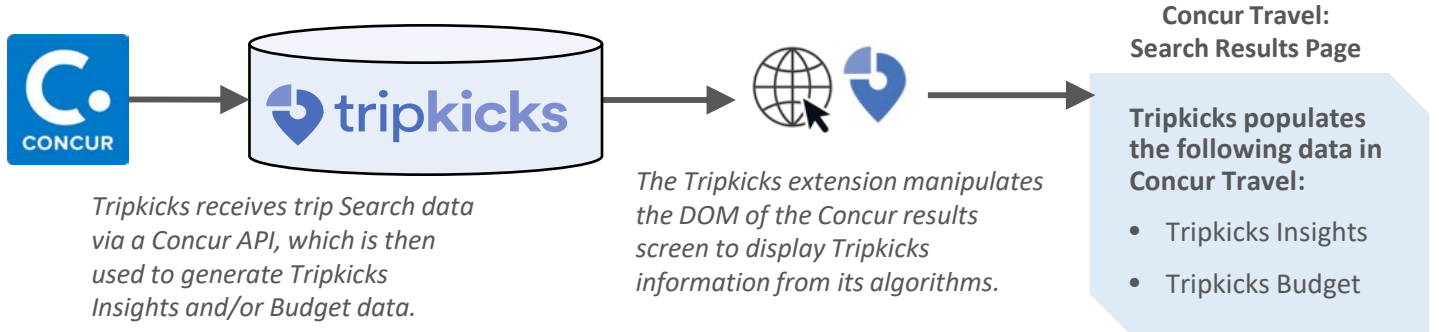 CONCUR
tripkicks
Tripkicks receives trip Search data
via a Concur API, which is then
used to generate Tripkicks
Insights and/or Budget data.
The Tripkicks extension manipulates
the DOM of the Concur results
screen to display Tripkicks
information from its algorithms.
Concur Travel:
Search Results Page
Tripkicks populates
the following data in
Concur Travel:
• Tripkicks Insights
• Tripkicks Budget